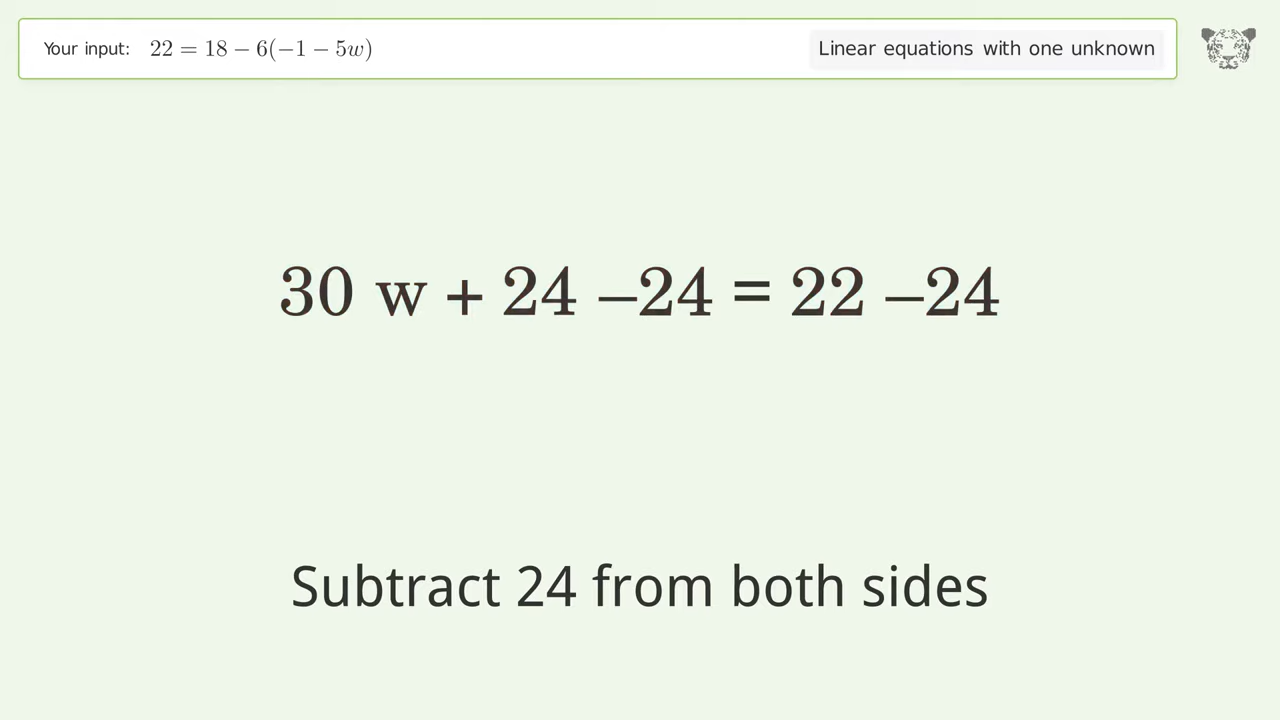 Your input: 22 = 18 − 6(−1 − 5w)
Linear equations with one unknown
30 w + 24 –24 = 22 –24
Subtract 24 from both sides